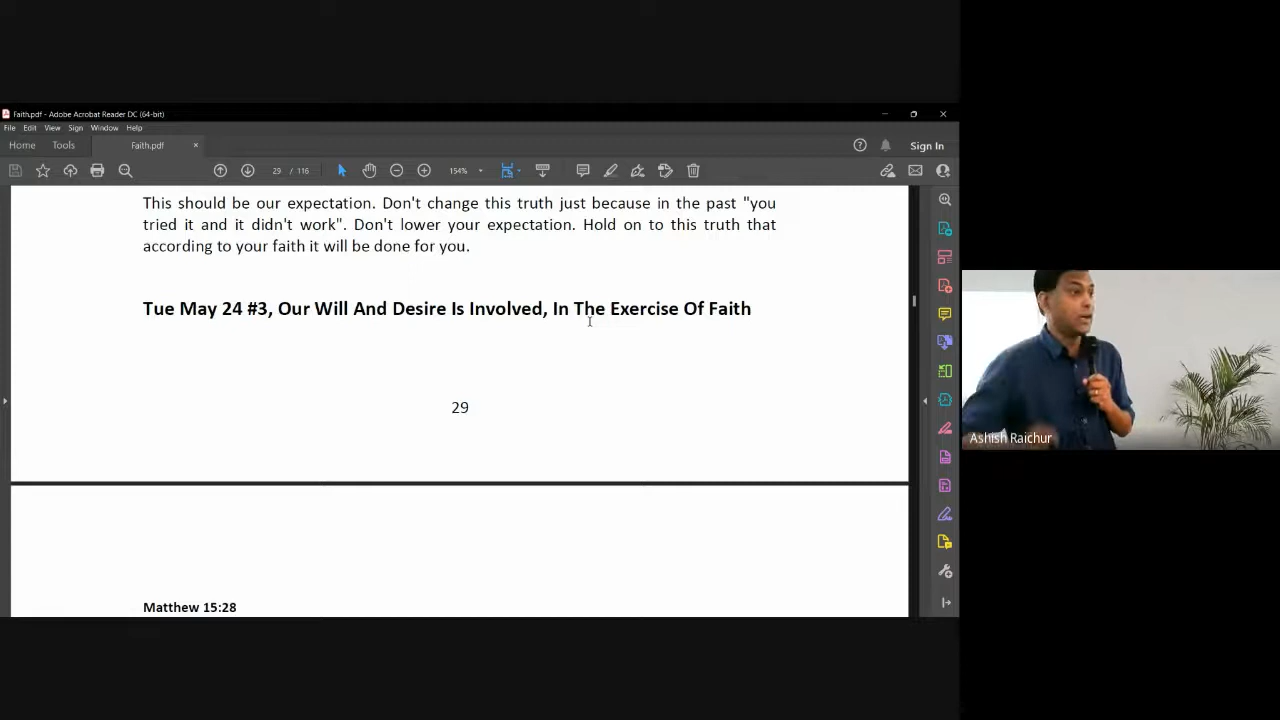 Faith.pdf - Adobe Acrobat Reader DC (64-bit)
File Edit View Sign Window Help
Home Tools Faith.pdf × Sign In
29 / 116 154%
This should be our expectation. Don't change this truth just because in the past "you
tried it and it didn't work". Don't lower your expectation. Hold on to this truth that
according to your faith it will be done for you.
Tue May 24 #3, Our Will And Desire Is Involved, In The Exercise Of Faith
29
Matthew 15:28
Ashish Raichur